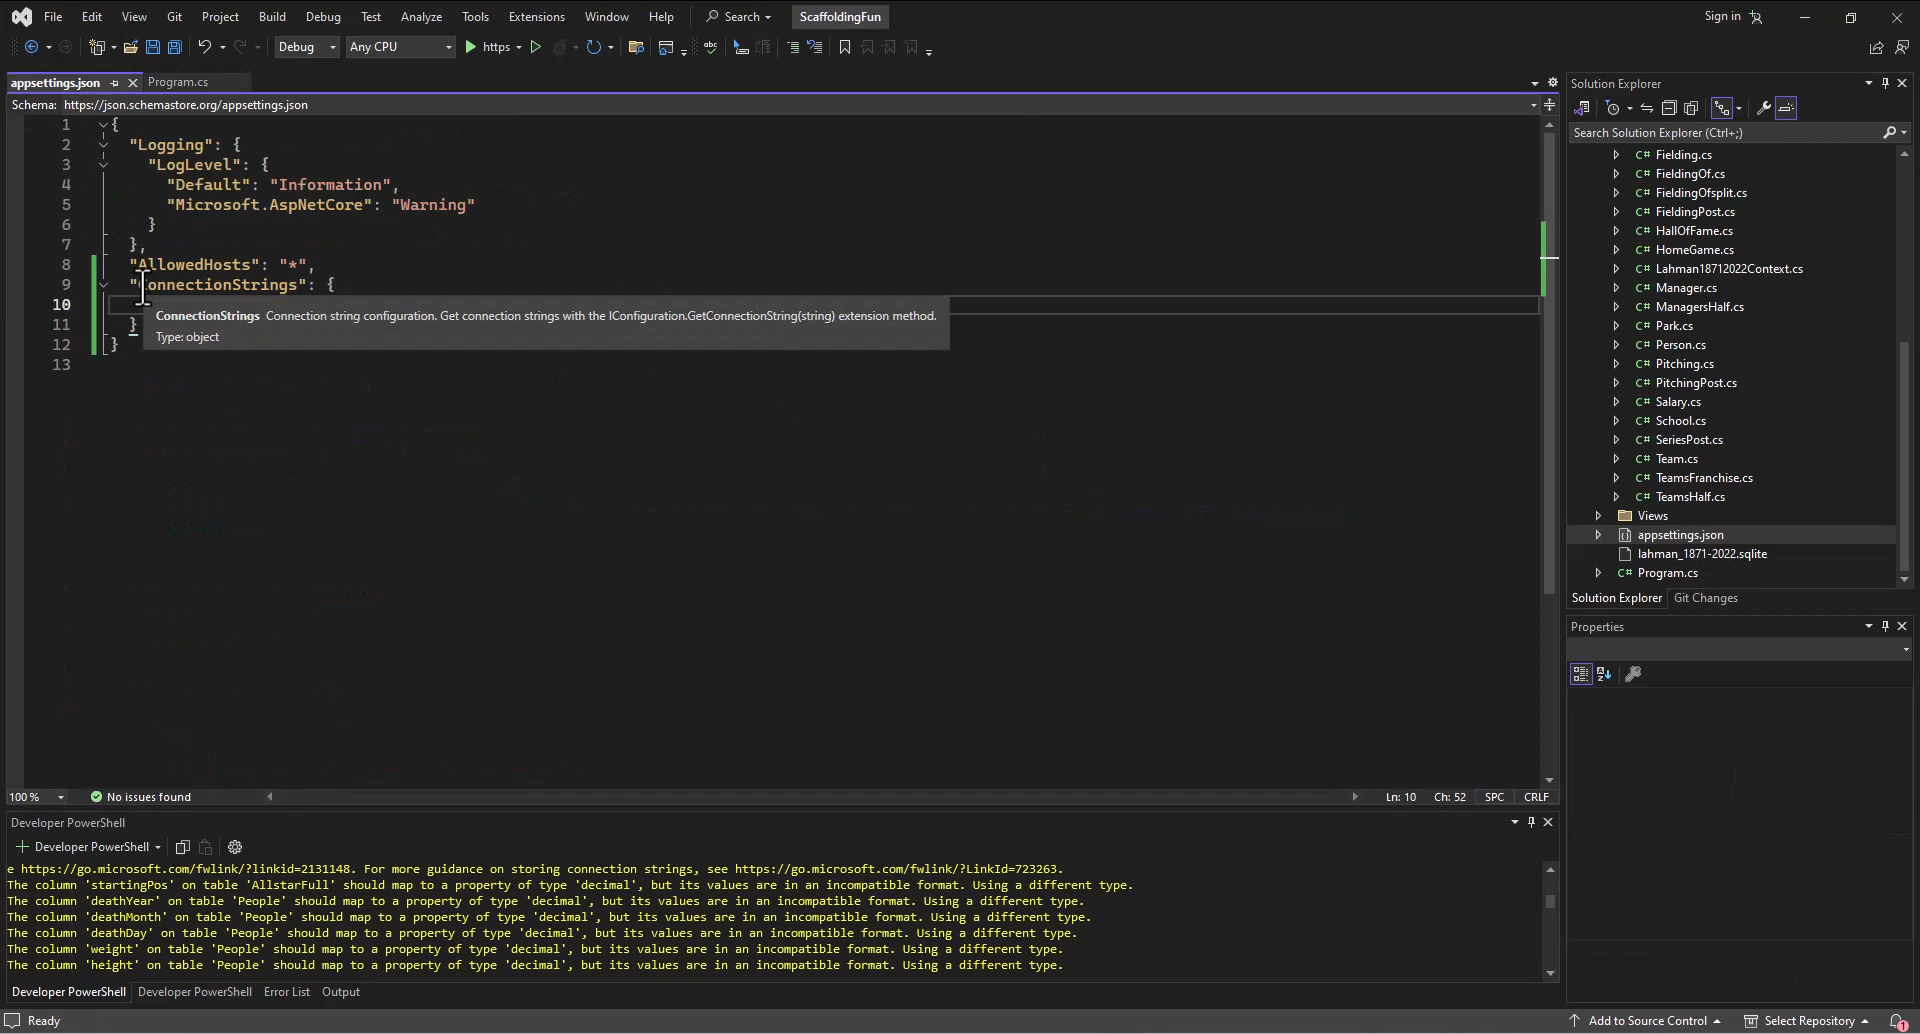 File Edit View Git Project Build Debug Test Analyze Tools Extensions Window Help Search ScaffoldingFun Sign in
Debug Any CPU https
appsettings.json Program.cs
Schema: https://json.schemastore.org/appsettings.json
1 {
2 "Logging": {
3 "LogLevel": {
4 "Default": "Information",
5 "Microsoft.AspNetCore": "Warning"
6 }
7 },
8 "AllowedHosts": "*",
9 "ConnectionStrings": {
10
ConnectionStrings Connection string configuration. Get connection strings with the IConfiguration.GetConnectionString(string) extension method.
11 }
Type: object
12 }
13
100 % No issues found Ln: 10 Ch: 52 SPC CRLF
Developer PowerShell
Developer PowerShell
e https://go.microsoft.com/fwlink/?linkid=2131148. For more guidance on storing connection strings, see https://go.microsoft.com/fwlink/?LinkId=723263.
The column 'startingPos' on table 'AllstarFull' should map to a property of type 'decimal', but its values are in an incompatible format. Using a different type.
The column 'deathYear' on table 'People' should map to a property of type 'decimal', but its values are in an incompatible format. Using a different type.
The column 'deathMonth' on table 'People' should map to a property of type 'decimal', but its values are in an incompatible format. Using a different type.
The column 'deathDay' on table 'People' should map to a property of type 'decimal', but its values are in an incompatible format. Using a different type.
The column 'weight' on table 'People' should map to a property of type 'decimal', but its values are in an incompatible format. Using a different type.
The column 'height' on table 'People' should map to a property of type 'decimal', but its values are in an incompatible format. Using a different type.
Developer PowerShell Developer PowerShell Error List Output
Solution Explorer
Search Solution Explorer (Ctrl+;)
C# Fielding.cs
C# FieldingOf.cs
C# FieldingOfsplit.cs
C# FieldingPost.cs
C# HallOfFame.cs
C# HomeGame.cs
C# Lahman18712022Context.cs
C# Manager.cs
C# ManagersHalf.cs
C# Park.cs
C# Person.cs
C# Pitching.cs
C# PitchingPost.cs
C# Salary.cs
C# School.cs
C# SeriesPost.cs
C# Team.cs
C# TeamsFranchise.cs
C# TeamsHalf.cs
Views
appsettings.json
lahman_1871-2022.sqlite
C# Program.cs
Solution Explorer Git Changes
Properties
Ready Add to Source Control Select Repository 1